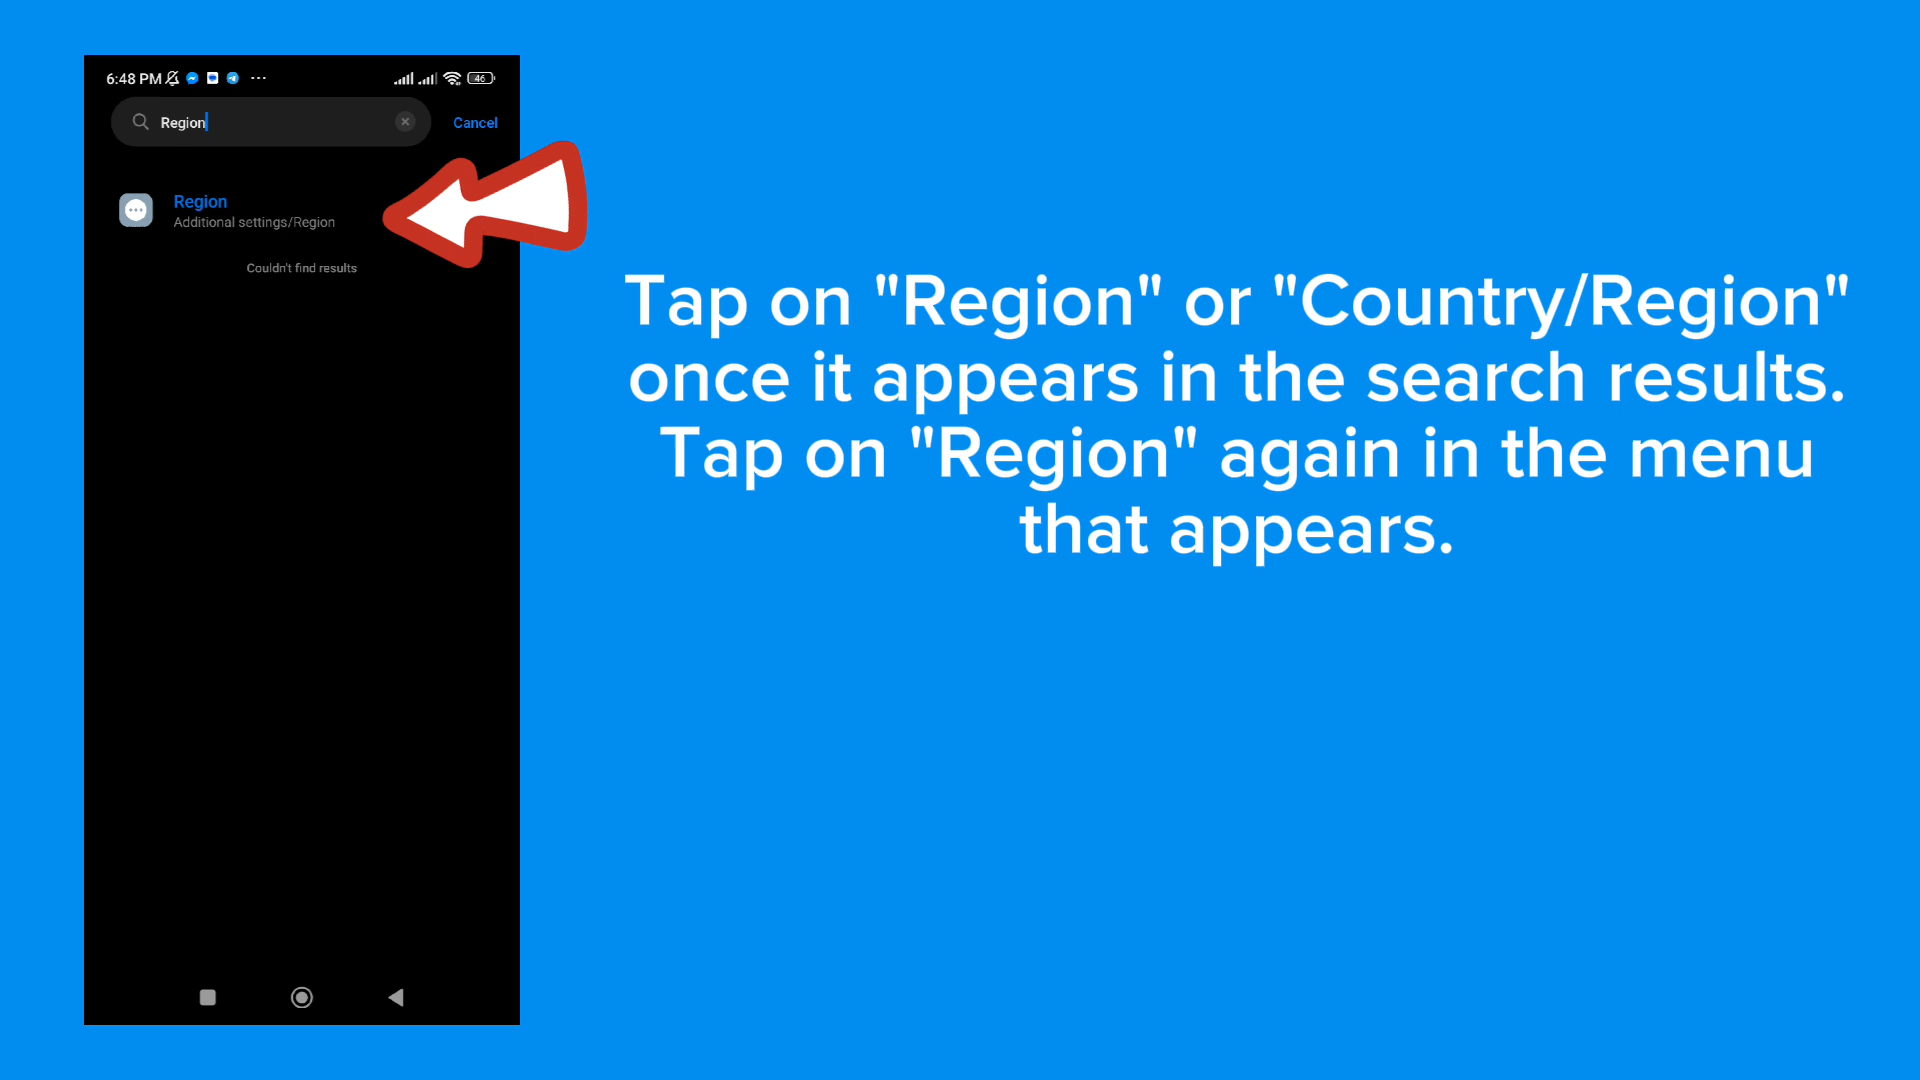 6:48 PM
46
Region
Cancel
Region
Additional settings/Region
Couldn't find results
Tap on "Region" or "Country/Region"
once it appears in the search results.
Tap on "Region" again in the menu
that appears.